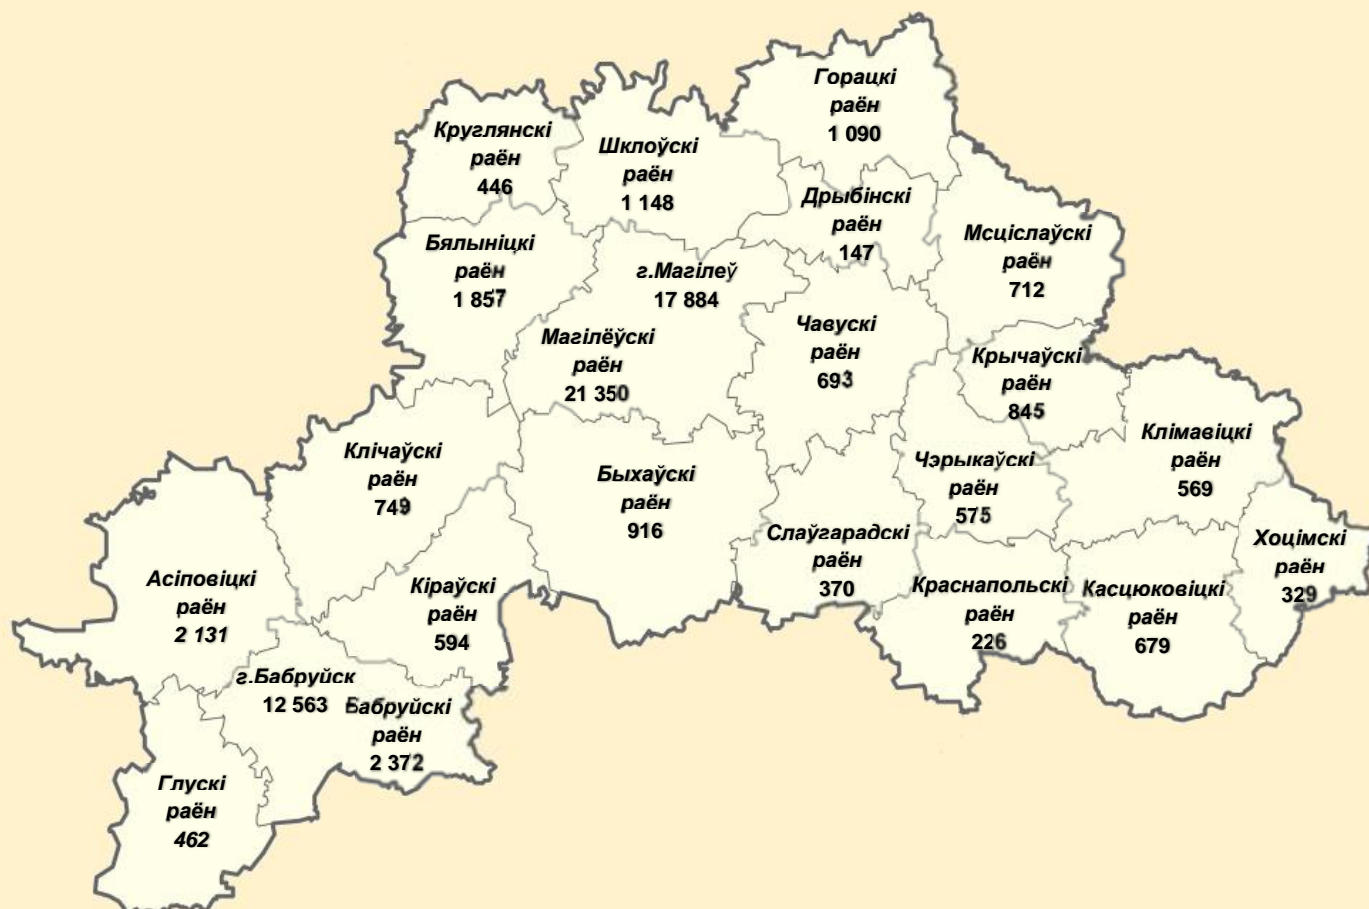 Горацкі
раён
1 090
Круглянскі
раён
446
Шклоўскі
раён
1 148
Дрыбінскі
раён
147
Мсціслаўскі
раён
712
Бялыніцкі
раён
1 857
г.Магілеў
17 884
Магілёўскі
раён
21 350
Чавускі
раён
693
Крычаўскі
раён
845
Клімавіцкі
раён
569
Клічаўскі
раён
749
Быхаўскі
раён
916
Чэрыкаўскі
раён
575
Слаўгарадскі
раён
370
Хоцімскі
раён
329
Асіповіцкі
раён
2 131
Кіраўскі
раён
594
Краснапольскі
раён
226
Касцюковіцкі
раён
679
г.Бабруйск
12 563
Бабруйскі
раён
2 372
Глускі
раён
462